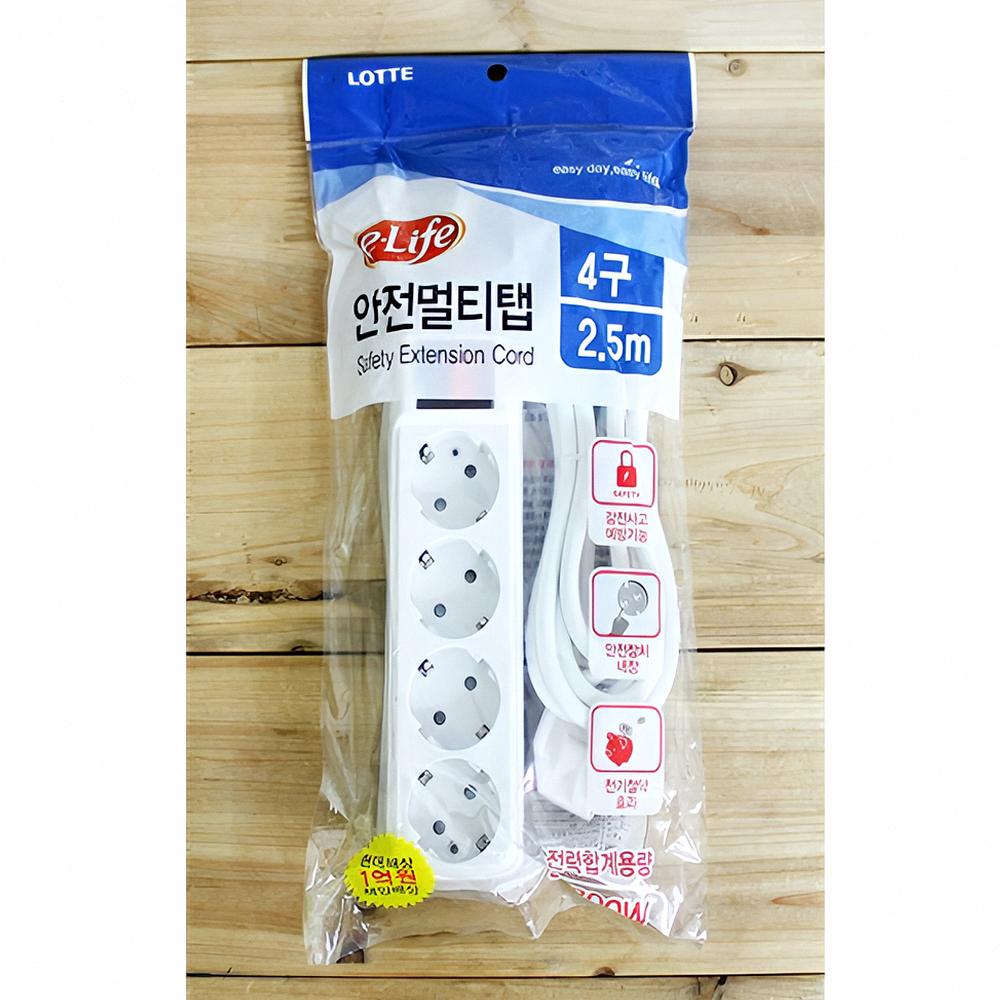 LOTTE
easy day, easy life
e-Life
안전멀티탭
Safety Extension Cord
4구
2.5m
SAFETY
감전사고
예방기능
안전장치
내장
전기절약
효과
1억원
전력합계용량